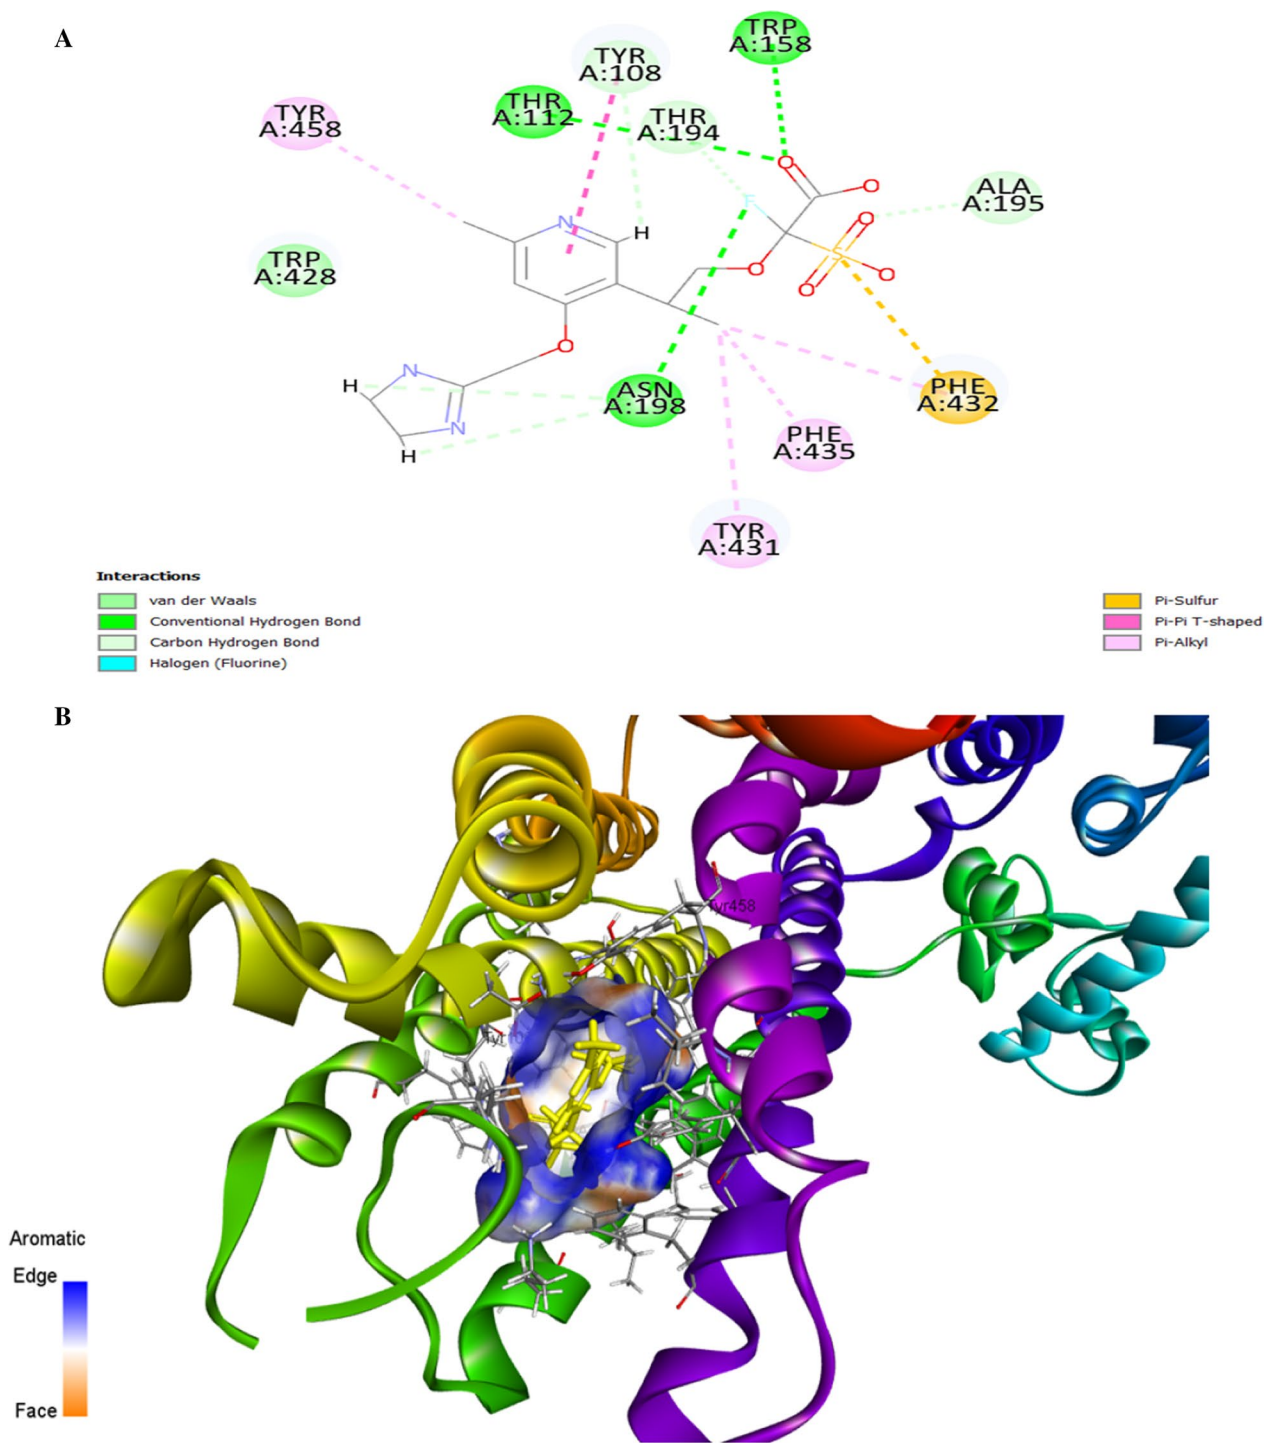 A
TRP
A:158
TYR
A:108
THR
A:112
THR
A:194
TYR
A:458
O
O
ALA
A:195
F
O
N
H
TRP
A:428
S
O
O
O
O
N
H
ASN
A:198
PHE
A:432
N
H
PHE
A:435
TYR
A:431
Interactions
van der Waals
Conventional Hydrogen Bond
Carbon Hydrogen Bond
Halogen (Fluorine)
Pi-Sulfur
Pi-Pi T-shaped
Pi-Alkyl
B
Tyr458
Aromatic
Edge
Face